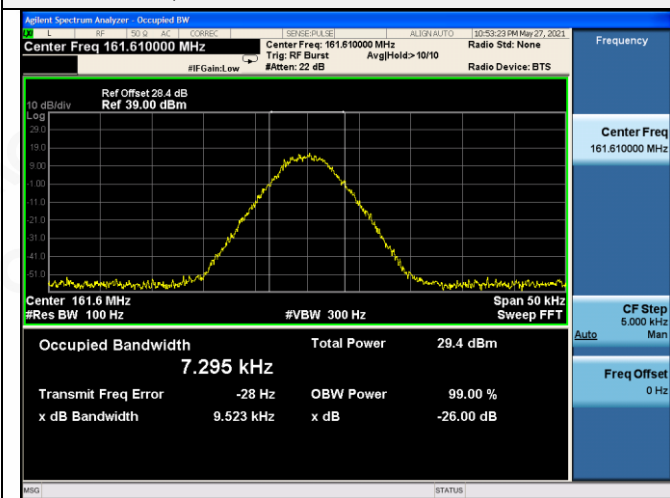 Agilent Spectrum Analyzer - Occupied BW
LXI L RF 50 Ω AC CORREC SENSE:PULSE ALIGN AUTO 10:53:23 PM May 27, 2021
Center Freq 161.610000 MHz
Center Freq: 161.610000 MHz
Radio Std: None
Trig: RF Burst Avg|Hold:> 10/10
#IFGain:Low #Atten: 22 dB Radio Device: BTS
Ref Offset 28.4 dB
10 dB/div Ref 39.00 dBm
Log
29.0
19.0
9.00
-1.00
-11.0
-21.0
-31.0
-41.0
-51.0
Center 161.6 MHz Span 50 kHz
#Res BW 100 Hz #VBW 300 Hz Sweep FFT
Occupied Bandwidth Total Power 29.4 dBm
7.295 kHz
Transmit Freq Error -28 Hz OBW Power 99.00 %
x dB Bandwidth 9.523 kHz x dB -26.00 dB
MSG STATUS
Frequency
Center Freq
161.610000 MHz
CF Step
5.000 kHz
Auto Man
Freq Offset
0 Hz